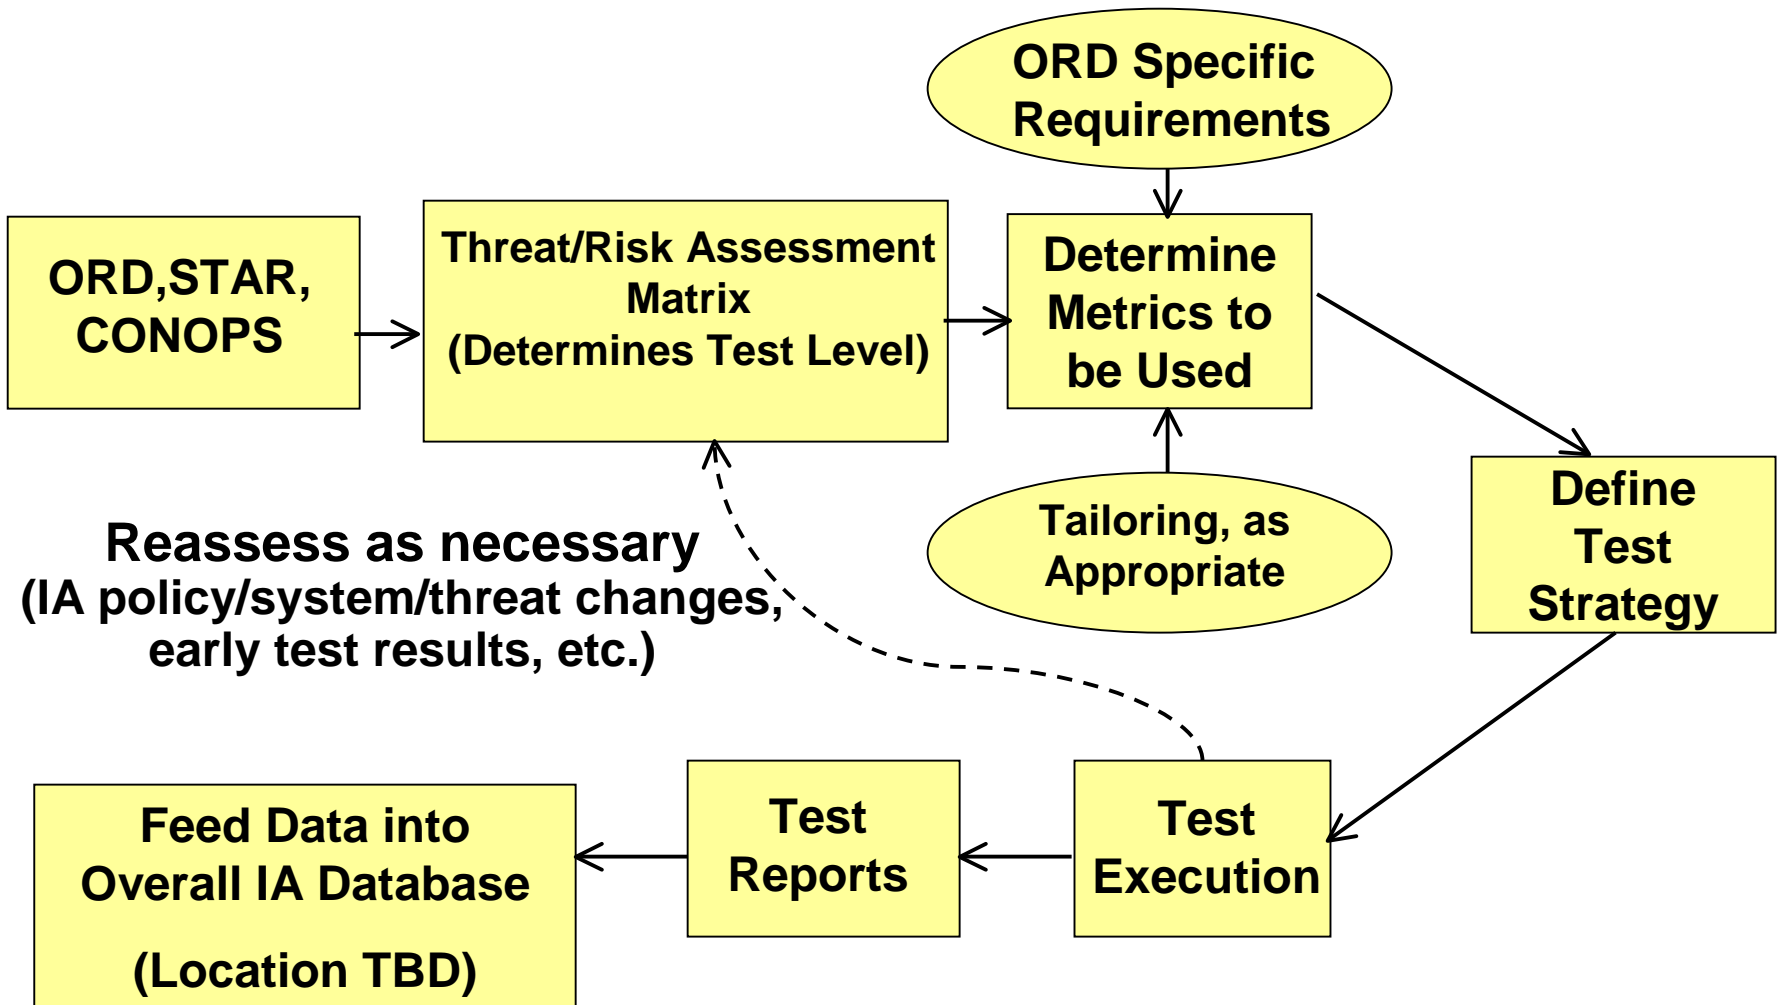 ORD Specific
Requirements
ORD,STAR,
CONOPS
Threat/Risk Assessment
Matrix
(Determines Test Level)
Determine
Metrics to
be Used
Tailoring, as
Appropriate
Define
Test
Strategy
Reassess as necessary
(IA policy/system/threat changes,
early test results, etc.)
Feed Data into
Overall IA Database
(Location TBD)
Test
Reports
Test
Execution